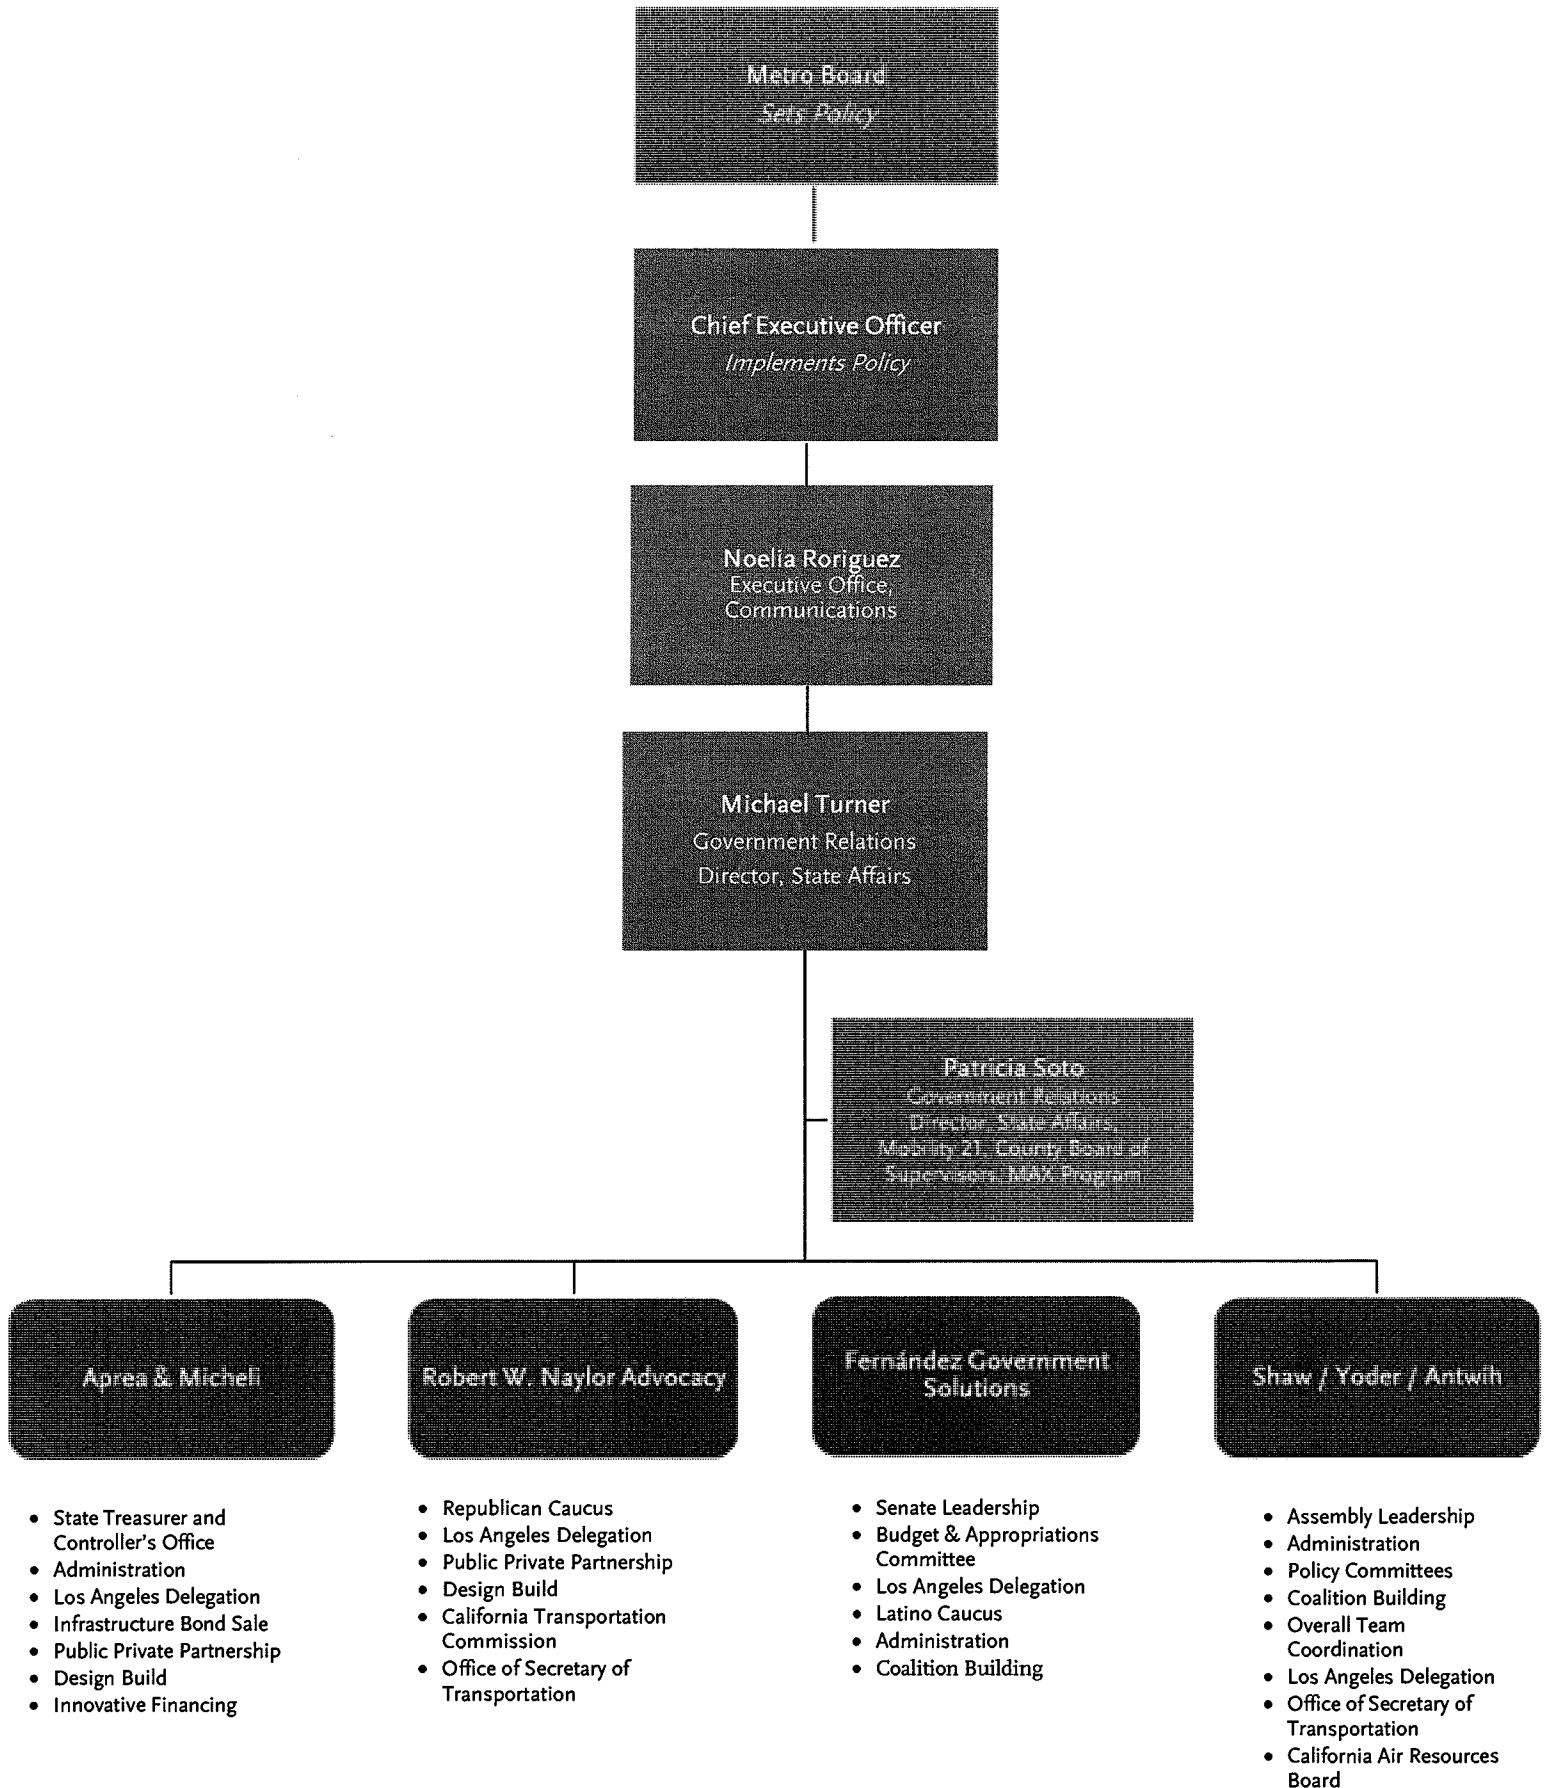 Metro Board
Sets Policy
Chief Executive Officer
Implements Policy
Noelia Roriguez
Executive Office,
Communications
Michael Turner
Government Relations
Director, State Affairs
Patricia Soto
Government Relations
Director, State Affairs,
Mobility 21, County Board of
Supervisors, MAX Program
Aprea & Micheli
Robert W. Naylor Advocacy
Fernández Government
Solutions
Shaw / Yoder / Antwih
• State Treasurer and
Controller's Office
• Administration
• Los Angeles Delegation
• Infrastructure Bond Sale
• Public Private Partnership
• Design Build
• Innovative Financing
• Republican Caucus
• Los Angeles Delegation
• Public Private Partnership
• Design Build
• California Transportation
Commission
• Office of Secretary of
Transportation
• Senate Leadership
• Budget & Appropriations
Committee
• Los Angeles Delegation
• Latino Caucus
• Administration
• Coalition Building
• Assembly Leadership
• Administration
• Policy Committees
• Coalition Building
• Overall Team
Coordination
• Los Angeles Delegation
• Office of Secretary of
Transportation
• California Air Resources
Board